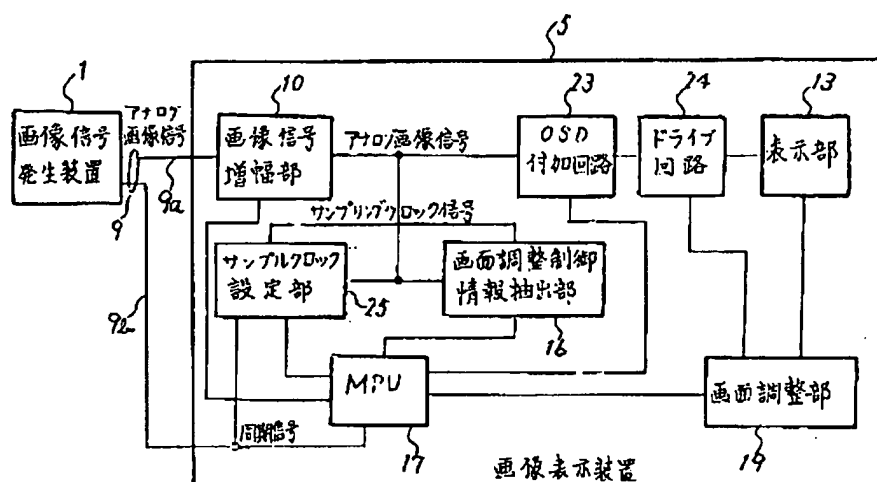 5
1
10
23
24
13
アナログ
画像信号
画像信号
発生装置
画像信号
増幅部
アナログ画像信号
OSD
付加回路
ドライブ
回路
表示部
9
9a
サンプリングクロック信号
サンプルクロック
設定部
25
画面調整制御
情報抽出部
16
9b
MPU
17
画面調整部
19
同期信号
画像表示装置